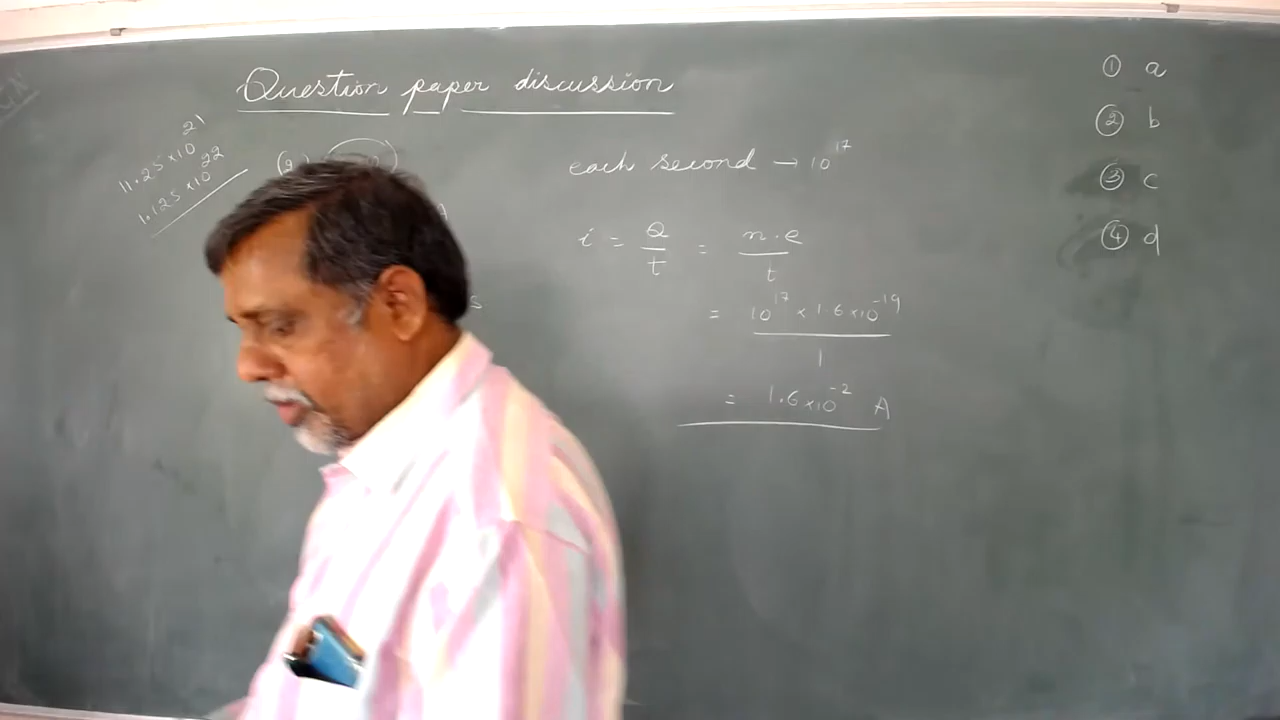 Question paper discussion
11.25×10²¹
1.125×10²²
each second → 10¹⁷
i = Q/t = n.e/t
= 10¹⁷ × 1.6×10⁻¹⁹ / 1
= 1.6×10⁻² A
① a
② b
③ c
④ d